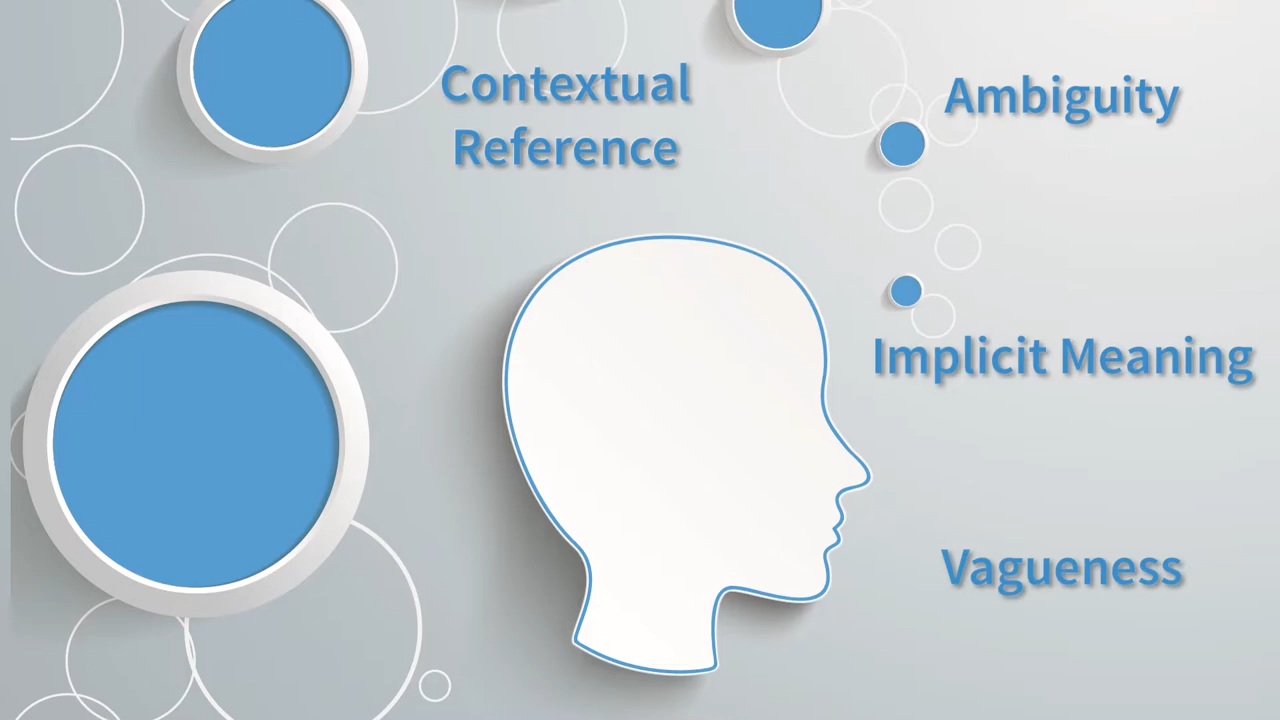 Contextual
Reference
Ambiguity
Implicit Meaning
Vagueness